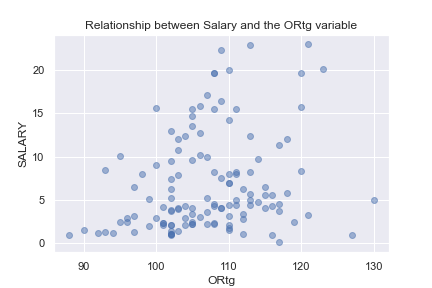 Relationship between Salary and the ORtg variable
SALARY
20
15
10
5
0
90 100 110 120 130
ORtg